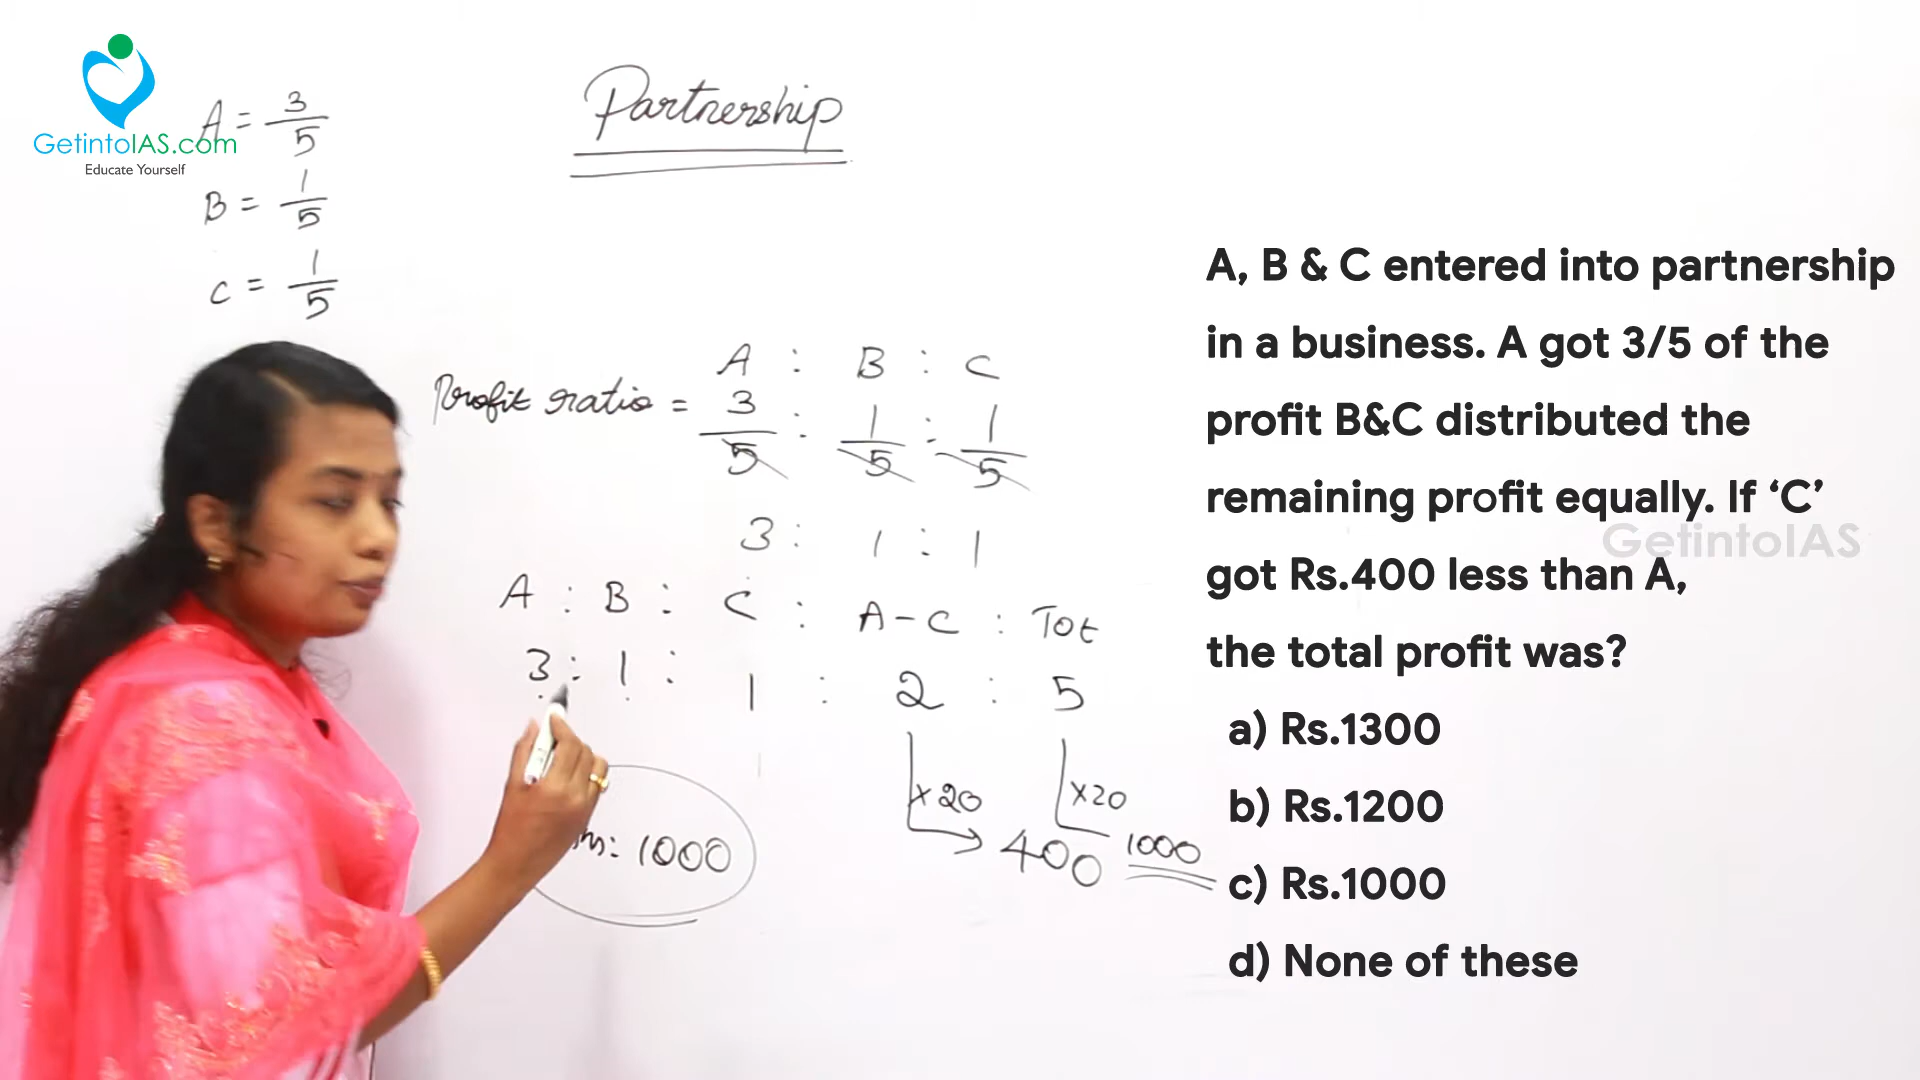 GetintoIAS.com
Educate Yourself
Partnership
A = 3/5
B = 1/5
C = 1/5
A : B : C
Profit ratio = 3/5 : 1/5 : 1/5
3 : 1 : 1
A : B : C : A-C : Tot
3 : 1 : 1 : 2 : 5
×20 ×20
400 1000
: 1000
A, B & C entered into partnership
in a business. A got 3/5 of the
profit B&C distributed the
remaining profit equally. If ‘C’
got Rs.400 less than A,
the total profit was?
a) Rs.1300
b) Rs.1200
c) Rs.1000
d) None of these
GetintoIAS